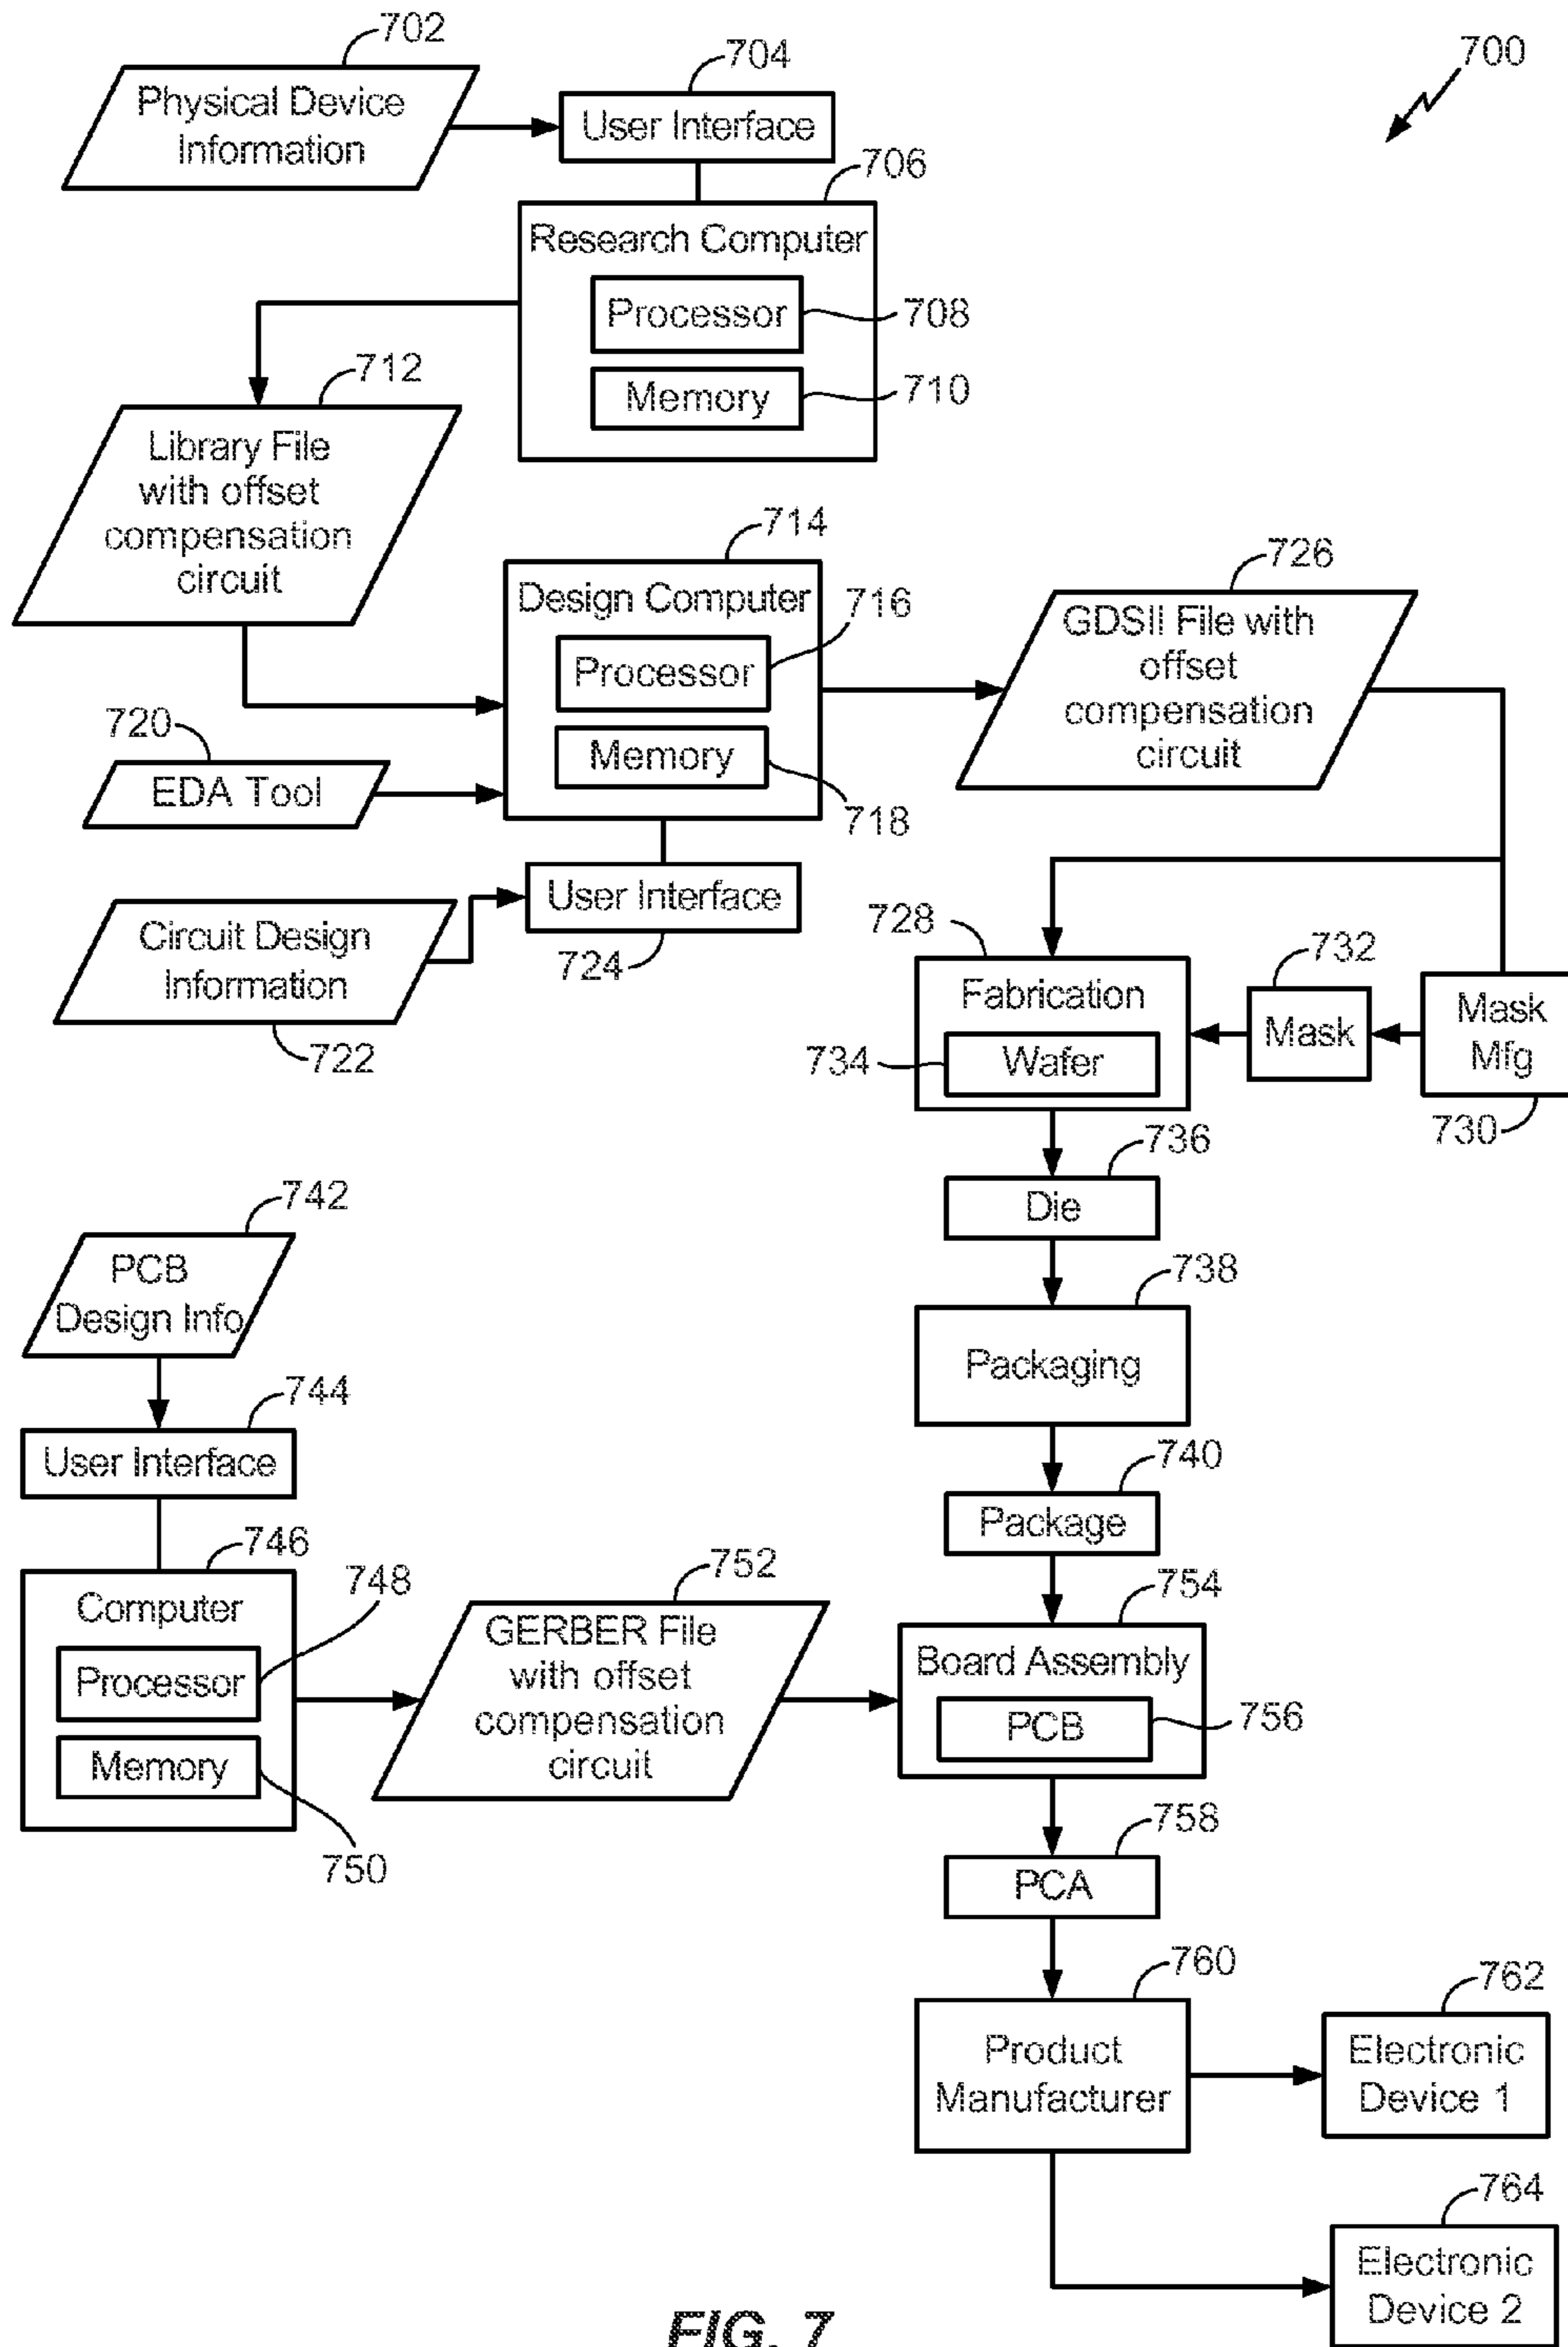 702
704
700
Physical Device
Information
User Interface
706
Research Computer
Processor
708
Memory
710
712
Library File
with offset
compensation
circuit
714
Design Computer
716
Processor
Memory
718
726
GDSII File with
offset
compensation
circuit
720
EDA Tool
User Interface
724
Circuit Design
Information
722
728
Fabrication
734
Wafer
732
Mask
Mask
Mfg
730
736
Die
738
Packaging
740
Package
742
PCB
Design Info
744
User Interface
746
Computer
748
Processor
Memory
750
752
GERBER File
with offset
compensation
circuit
754
Board Assembly
PCB
756
758
PCA
760
Product
Manufacturer
762
Electronic
Device 1
764
Electronic
Device 2
FIG. 7